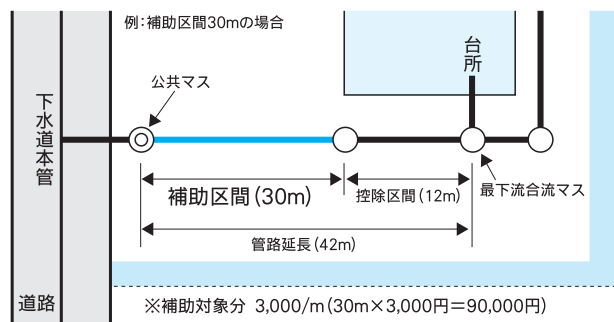 例：補助区間30mの場合
台所
公共マス
下水道本管
最下流合流マス
補助区間（30m）
控除区間（12m）
管路延長（42m）
道路
※補助対象分 3,000/m（30m×3,000円＝90,000円）